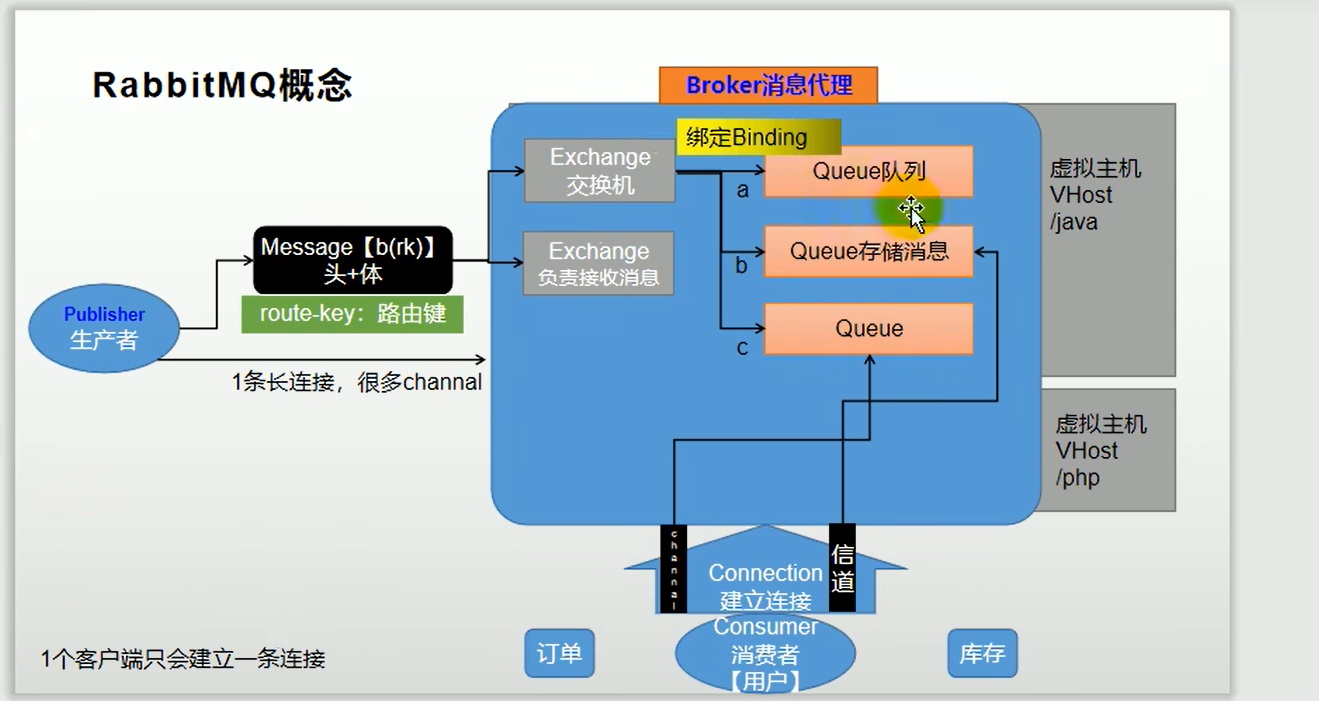 RabbitMQ概念
Broker消息代理
绑定Binding
Exchange
交换机
Queue队列
a
虚拟主机
VHost
/java
Message【b(rk)】
头+体
Exchange
负责接收消息
Queue存储消息
b
route-key：路由键
Publisher
生产者
Queue
c
1条长连接，很多channal
虚拟主机
VHost
/php
channal
信道
Connection
建立连接
Consumer
消费者
【用户】
订单
库存
1个客户端只会建立一条连接